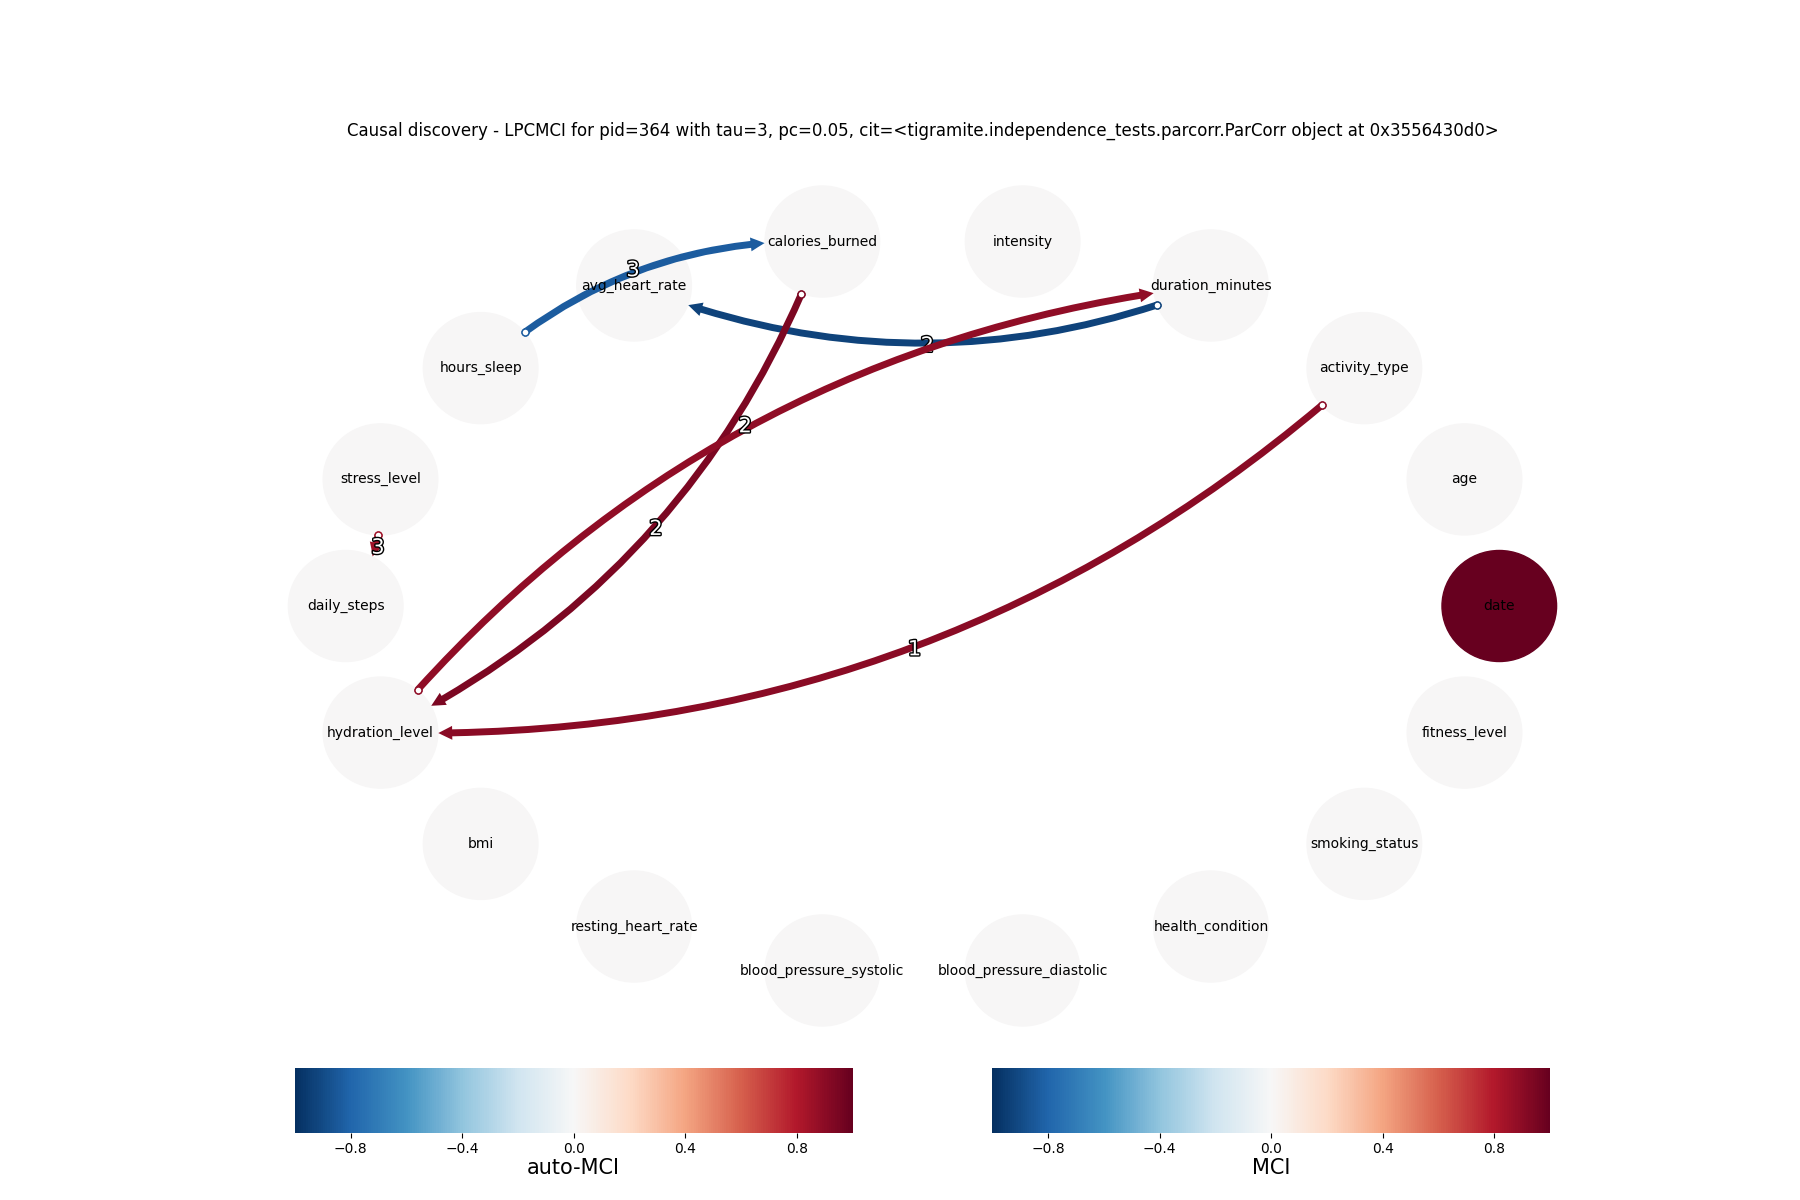 Causal discovery - LPCMCI for pid=364 with tau=3, pc=0.05, cit=<tigramite.independence_tests.parcorr.ParCorr object at 0x3556430d0>
calories_burned
intensity
3
avg_heart_rate
duration_minutes
2
hours_sleep
activity_type
2
stress_level
age
2
3
daily_steps
date
1
hydration_level
fitness_level
bmi
smoking_status
resting_heart_rate
health_condition
blood_pressure_systolic
blood_pressure_diastolic
−0.8 −0.4 0.0 0.4 0.8
auto-MCI
−0.8 −0.4 0.0 0.4 0.8
MCI